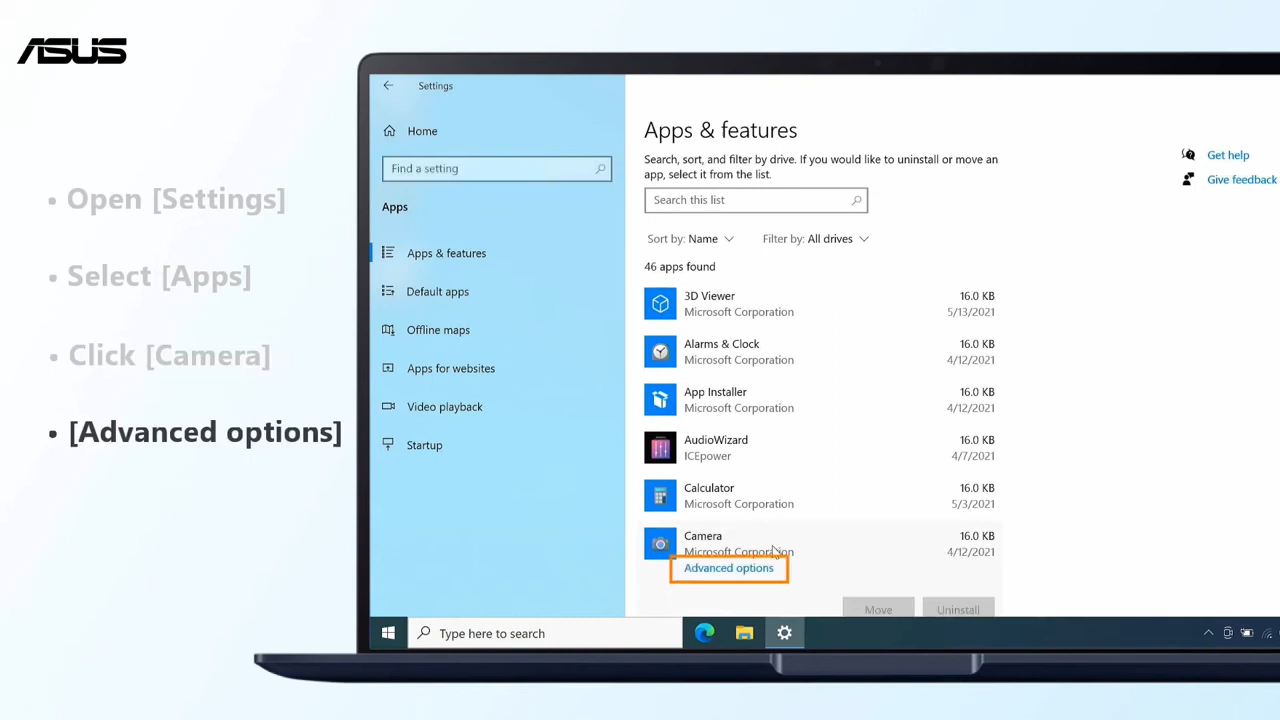 ASUS
• Open [Settings]
• Select [Apps]
• Click [Camera]
• [Advanced options]
Settings
Home
Find a setting
Apps
Apps & features
Default apps
Offline maps
Apps for websites
Video playback
Startup
Apps & features
Search, sort, and filter by drive. If you would like to uninstall or move an
app, select it from the list.
Search this list
Sort by: Name
Filter by: All drives
46 apps found
3D Viewer 16.0 KB
Microsoft Corporation 5/13/2021
Alarms & Clock 16.0 KB
Microsoft Corporation 4/12/2021
App Installer 16.0 KB
Microsoft Corporation 4/12/2021
AudioWizard 16.0 KB
ICEpower 4/7/2021
Calculator 16.0 KB
Microsoft Corporation 5/3/2021
Camera 16.0 KB
Microsoft Corporation 4/12/2021
Advanced options
Move
Uninstall
Get help
Give feedback
Type here to search